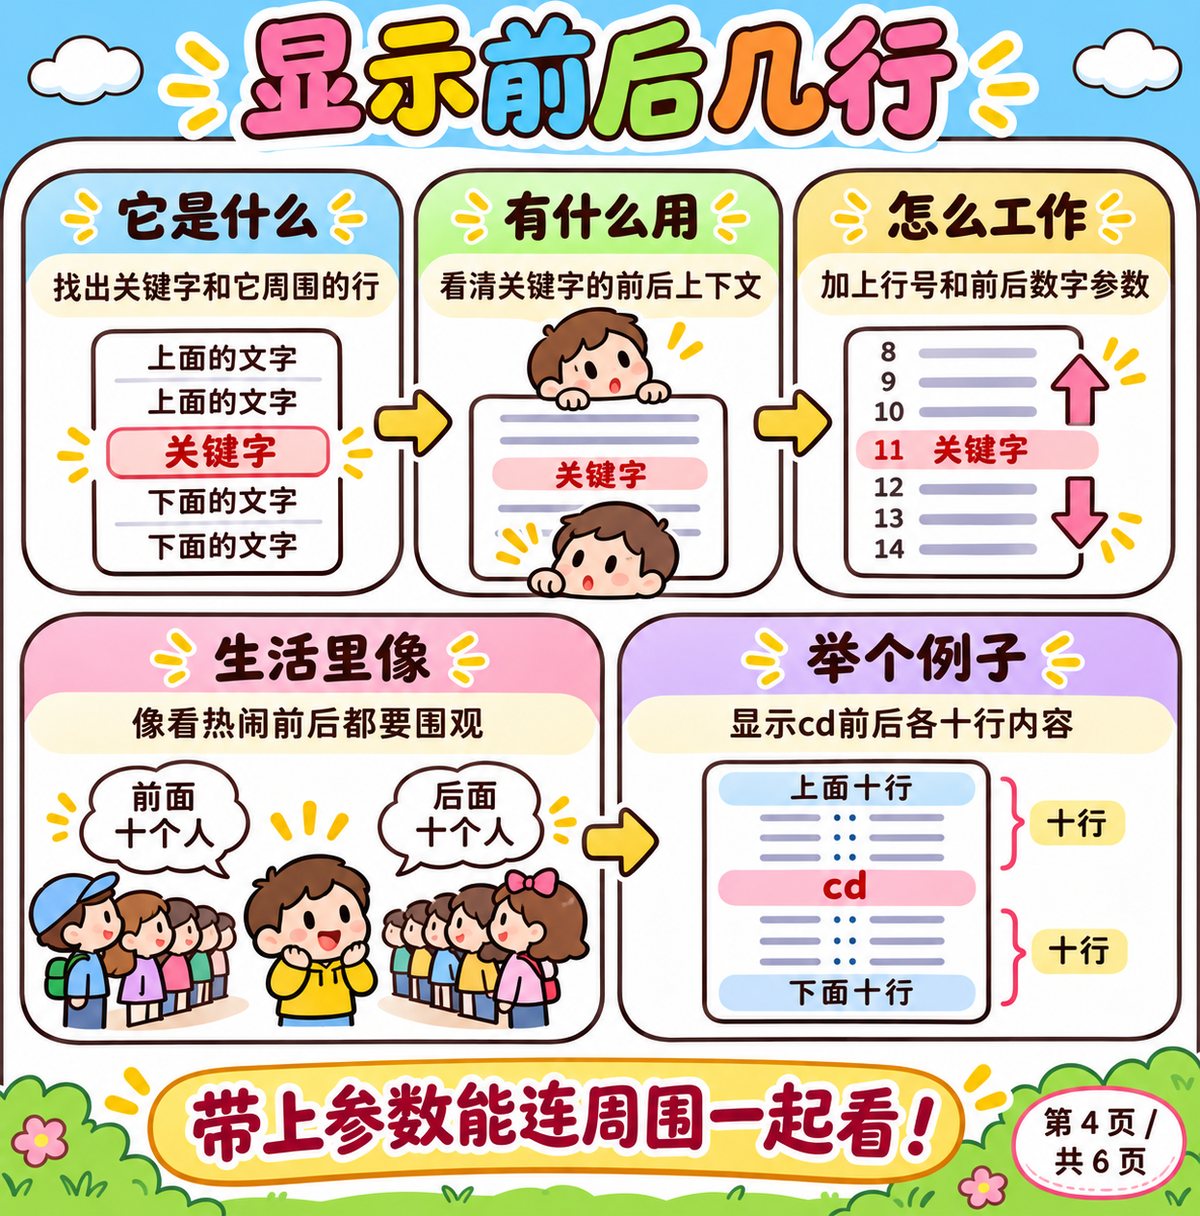 显示前后几行
它是什么
找出关键字和它周围的行
上面的文字
上面的文字
关键字
下面的文字
下面的文字
有什么用
看清关键字的前后上下文
关键字
怎么工作
加上行号和前后数字参数
8
9
10
11 关键字
12
13
14
生活里像
像看热闹前后都要围观
前面
十个人
后面
十个人
举个例子
显示cd前后各十行内容
上面十行
十行
cd
十行
下面十行
带上参数能连周围一起看！
第 4 页 /
共 6 页